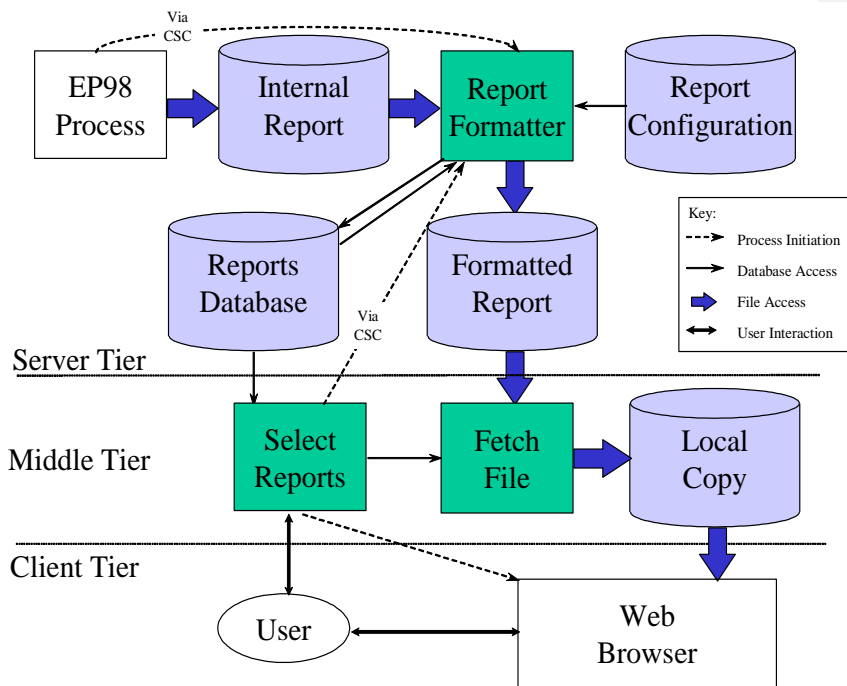 Via
CSC
EP98
Process
Internal
Report
Report
Formatter
Report
Configuration
Key:
Process Initiation
Database Access
File Access
User Interaction
Reports
Database
Formatted
Report
Via
CSC
Server Tier
Middle Tier
Select
Reports
Fetch
File
Local
Copy
Client Tier
User
Web
Browser